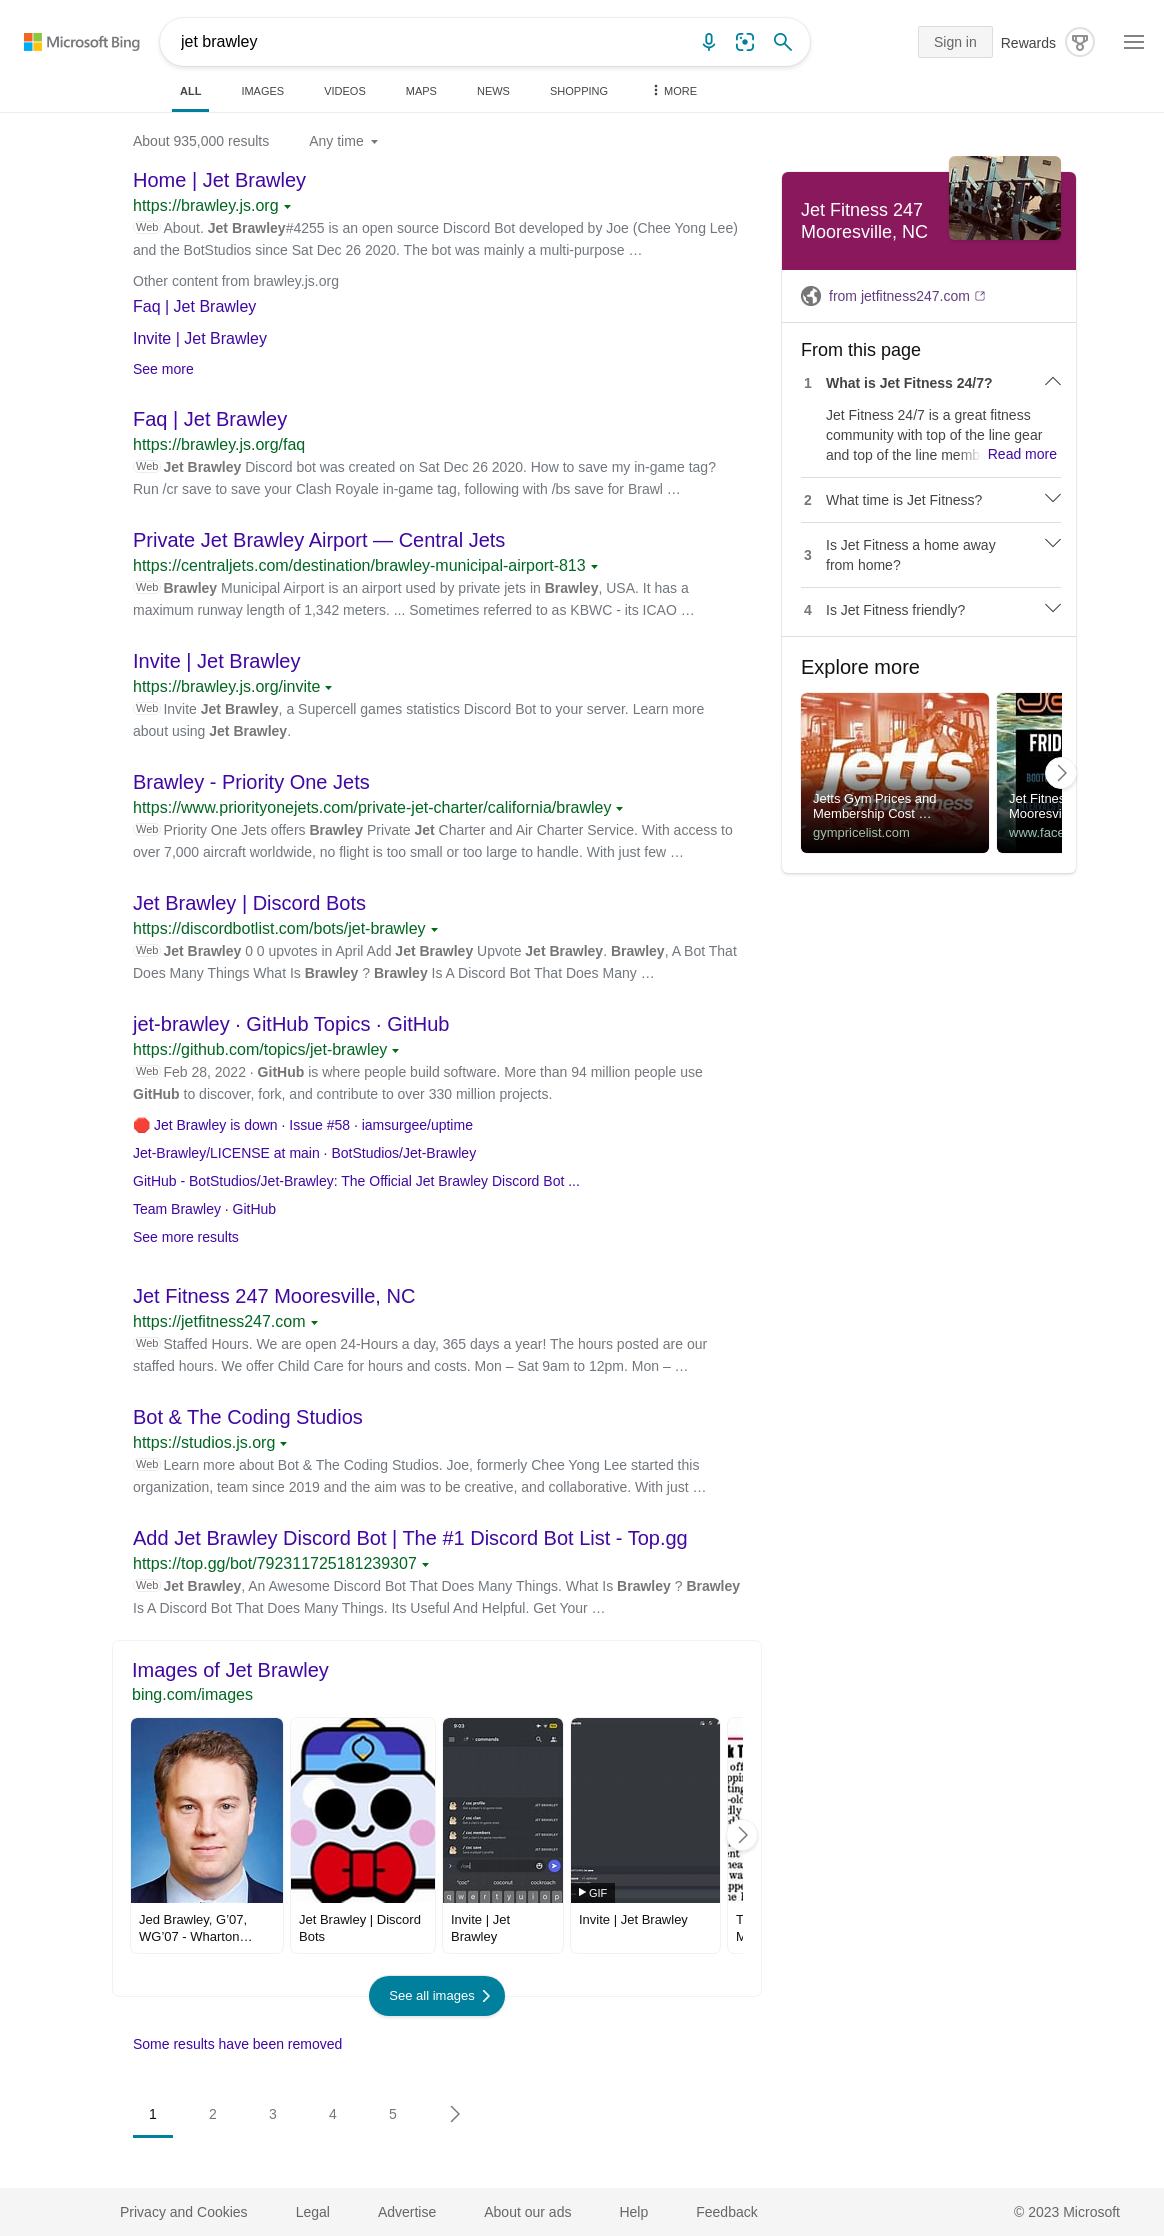 Microsoft Bing
jet brawley
Sign in
Rewards
ALL
IMAGES
VIDEOS
MAPS
NEWS
SHOPPING
MORE
About 935,000 results
Any time
Home | Jet Brawley
https://brawley.js.org
Web About. Jet Brawley#4255 is an open source Discord Bot developed by Joe (Chee Yong Lee)
and the BotStudios since Sat Dec 26 2020. The bot was mainly a multi-purpose …
Other content from brawley.js.org
Faq | Jet Brawley
Invite | Jet Brawley
See more
Faq | Jet Brawley
https://brawley.js.org/faq
Web Jet Brawley Discord bot was created on Sat Dec 26 2020. How to save my in-game tag?
Run /cr save to save your Clash Royale in-game tag, following with /bs save for Brawl …
Private Jet Brawley Airport — Central Jets
https://centraljets.com/destination/brawley-municipal-airport-813
Web Brawley Municipal Airport is an airport used by private jets in Brawley, USA. It has a
maximum runway length of 1,342 meters. ... Sometimes referred to as KBWC - its ICAO …
Invite | Jet Brawley
https://brawley.js.org/invite
Web Invite Jet Brawley, a Supercell games statistics Discord Bot to your server. Learn more
about using Jet Brawley.
Brawley - Priority One Jets
https://www.priorityonejets.com/private-jet-charter/california/brawley
Web Priority One Jets offers Brawley Private Jet Charter and Air Charter Service. With access to
over 7,000 aircraft worldwide, no flight is too small or too large to handle. With just few …
Jet Brawley | Discord Bots
https://discordbotlist.com/bots/jet-brawley
Web Jet Brawley 0 0 upvotes in April Add Jet Brawley Upvote Jet Brawley. Brawley, A Bot That
Does Many Things What Is Brawley ? Brawley Is A Discord Bot That Does Many …
jet-brawley · GitHub Topics · GitHub
https://github.com/topics/jet-brawley
Web Feb 28, 2022 · GitHub is where people build software. More than 94 million people use
GitHub to discover, fork, and contribute to over 330 million projects.
Jet Brawley is down · Issue #58 · iamsurgee/uptime
Jet-Brawley/LICENSE at main · BotStudios/Jet-Brawley
GitHub - BotStudios/Jet-Brawley: The Official Jet Brawley Discord Bot ...
Team Brawley · GitHub
See more results
Jet Fitness 247 Mooresville, NC
https://jetfitness247.com
Web Staffed Hours. We are open 24-Hours a day, 365 days a year! The hours posted are our
staffed hours. We offer Child Care for hours and costs. Mon – Sat 9am to 12pm. Mon – …
Bot & The Coding Studios
https://studios.js.org
Web Learn more about Bot & The Coding Studios. Joe, formerly Chee Yong Lee started this
organization, team since 2019 and the aim was to be creative, and collaborative. With just …
Add Jet Brawley Discord Bot | The #1 Discord Bot List - Top.gg
https://top.gg/bot/792311725181239307
Web Jet Brawley, An Awesome Discord Bot That Does Many Things. What Is Brawley ? Brawley
Is A Discord Bot That Does Many Things. Its Useful And Helpful. Get Your …
Images of Jet Brawley
bing.com/images
9:03
commands
/ coc profile
JET BRAWLEY
/ coc clan
JET BRAWLEY
/ coc members
JET BRAWLEY
/ coc save
JET BRAWLEY
/coc
"coc" coconut cockroach
q w e r t y u i o p
GIF
Jed Brawley, G'07,
WG'07 - Wharton…
Jet Brawley | Discord
Bots
Invite | Jet
Brawley
Invite | Jet Brawley
See all images
Some results have been removed
1
2
3
4
5
Jet Fitness 247
Mooresville, NC
from jetfitness247.com
From this page
1 What is Jet Fitness 24/7?
Jet Fitness 24/7 is a great fitness
community with top of the line gear
and top of the line memb Read more
2 What time is Jet Fitness?
3 Is Jet Fitness a home away
from home?
4 Is Jet Fitness friendly?
Explore more
jetts
24 hour fitness
Jetts Gym Prices and
Membership Cost …
gympricelist.com
FRID
BOOT
Jet Fitnes
Mooresvi
www.face
Privacy and Cookies
Legal
Advertise
About our ads
Help
Feedback
© 2023 Microsoft